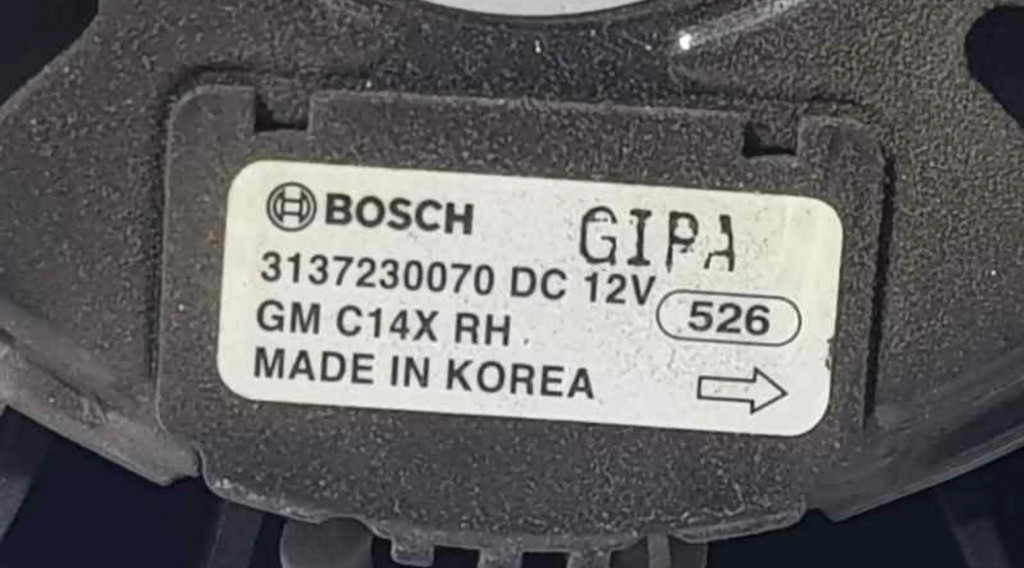 BOSCH
GIPA
3137230070 DC 12V
526
GM C14X RH
MADE IN KOREA